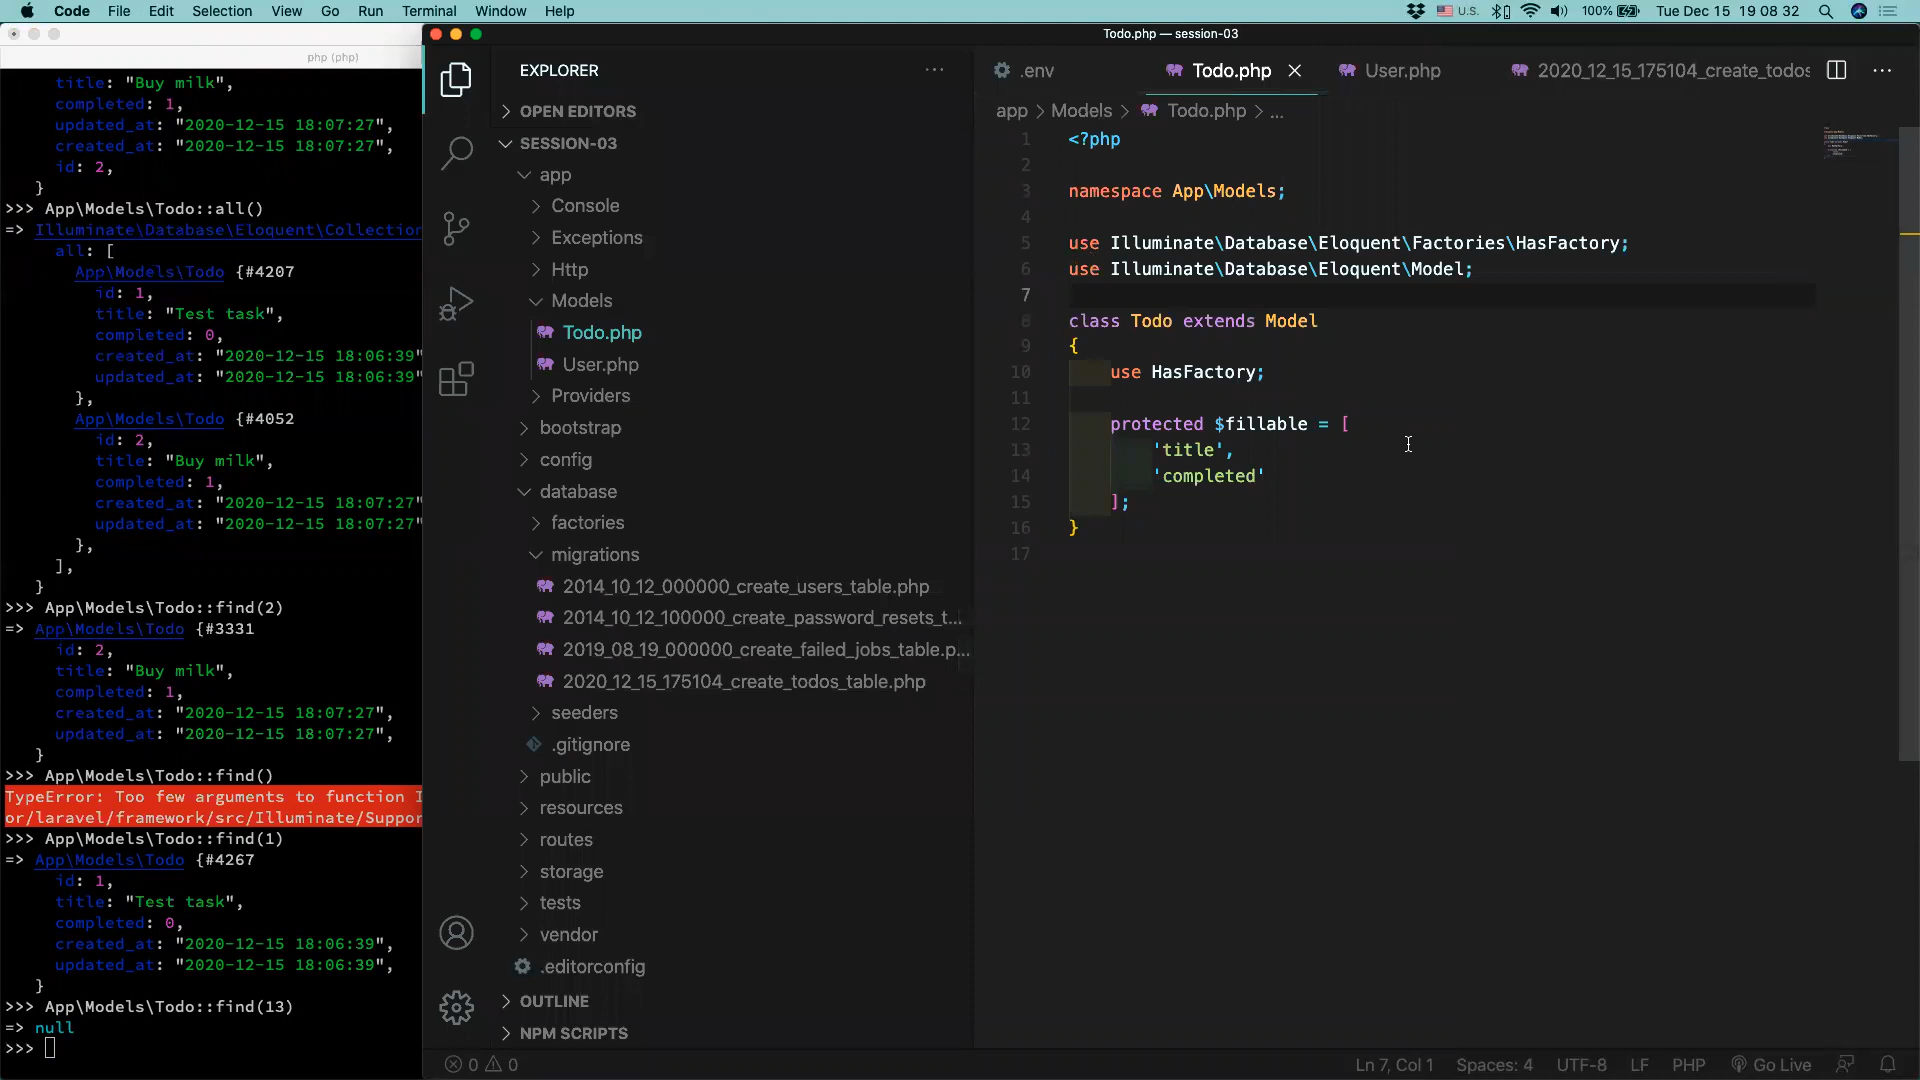 Code File Edit Selection View Go Run Terminal Window Help
U.S. 100% Tue Dec 15 19 08 32
php (php)
title: "Buy milk",
completed: 1,
updated_at: "2020-12-15 18:07:27",
created_at: "2020-12-15 18:07:27",
id: 2,
}
>>> App\Models\Todo::all()
=> Illuminate\Database\Eloquent\Collection
all: [
App\Models\Todo {#4207
id: 1,
title: "Test task",
completed: 0,
created_at: "2020-12-15 18:06:39"
updated_at: "2020-12-15 18:06:39"
},
App\Models\Todo {#4052
id: 2,
title: "Buy milk",
completed: 1,
created_at: "2020-12-15 18:07:27"
updated_at: "2020-12-15 18:07:27"
},
],
}
>>> App\Models\Todo::find(2)
=> App\Models\Todo {#3331
id: 2,
title: "Buy milk",
completed: 1,
created_at: "2020-12-15 18:07:27",
updated_at: "2020-12-15 18:07:27",
}
>>> App\Models\Todo::find()
TypeError: Too few arguments to function I
or/laravel/framework/src/Illuminate/Suppor
>>> App\Models\Todo::find(1)
=> App\Models\Todo {#4267
id: 1,
title: "Test task",
completed: 0,
created_at: "2020-12-15 18:06:39",
updated_at: "2020-12-15 18:06:39",
}
>>> App\Models\Todo::find(13)
=> null
>>>
Todo.php — session-03
EXPLORER
OPEN EDITORS
SESSION-03
app
Console
Exceptions
Http
Models
Todo.php
User.php
Providers
bootstrap
config
database
factories
migrations
2014_10_12_000000_create_users_table.php
2014_10_12_100000_create_password_resets_t...
2019_08_19_000000_create_failed_jobs_table.p...
2020_12_15_175104_create_todos_table.php
seeders
.gitignore
public
resources
routes
storage
tests
vendor
.editorconfig
OUTLINE
NPM SCRIPTS
.env Todo.php User.php 2020_12_15_175104_create_todos
app > Models > Todo.php > ...
1 <?php
2
3 namespace App\Models;
4
5 use Illuminate\Database\Eloquent\Factories\HasFactory;
6 use Illuminate\Database\Eloquent\Model;
7
8 class Todo extends Model
9 {
10 use HasFactory;
11
12 protected $fillable = [
13 'title',
14 'completed'
15 ];
16 }
17
0 0 Ln 7, Col 1 Spaces: 4 UTF-8 LF PHP Go Live